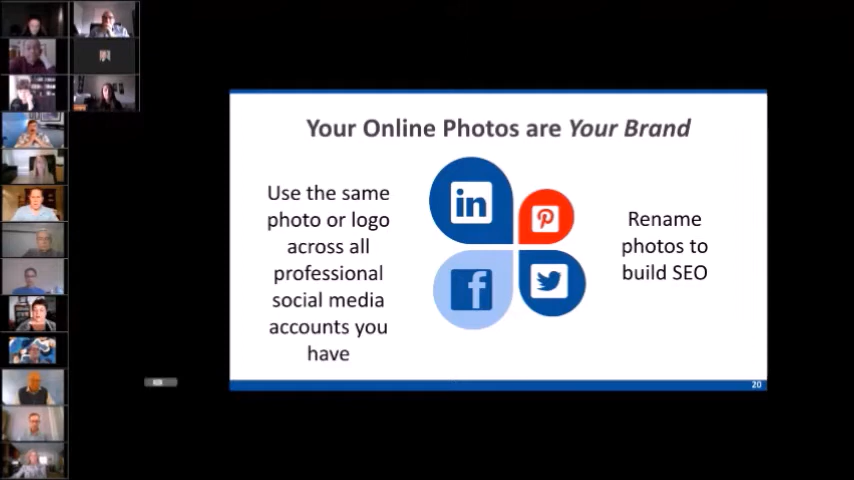 Your Online Photos are Your Brand
Use the same
photo or logo
across all
professional
social media
accounts you
have
in
f
Rename
photos to
build SEO
20